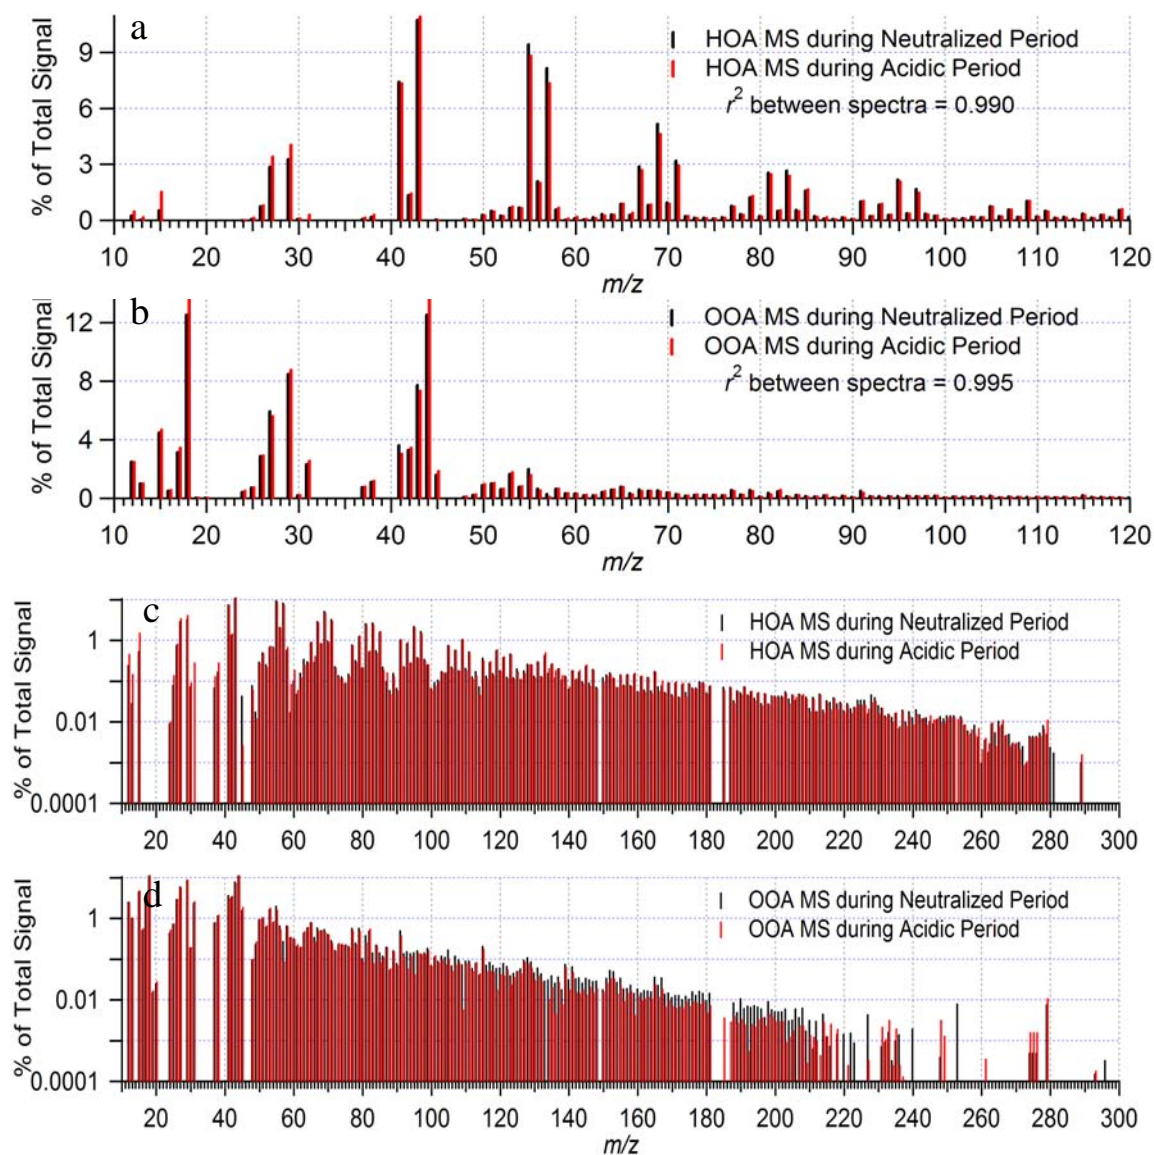 a
HOA MS during Neutralized Period
HOA MS during Acidic Period
r² between spectra = 0.990
% of Total Signal
9
6
3
0
10 20 30 40 50 60 70 80 90 100 110 120
m/z
b
OOA MS during Neutralized Period
OOA MS during Acidic Period
r² between spectra = 0.995
% of Total Signal
12
8
4
0
10 20 30 40 50 60 70 80 90 100 110 120
m/z
c
HOA MS during Neutralized Period
HOA MS during Acidic Period
% of Total Signal
1
0.01
0.0001
20 40 60 80 100 120 140 160 180 200 220 240 260 280 300
d
OOA MS during Neutralized Period
OOA MS during Acidic Period
% of Total Signal
1
0.01
0.0001
20 40 60 80 100 120 140 160 180 200 220 240 260 280 300
m/z